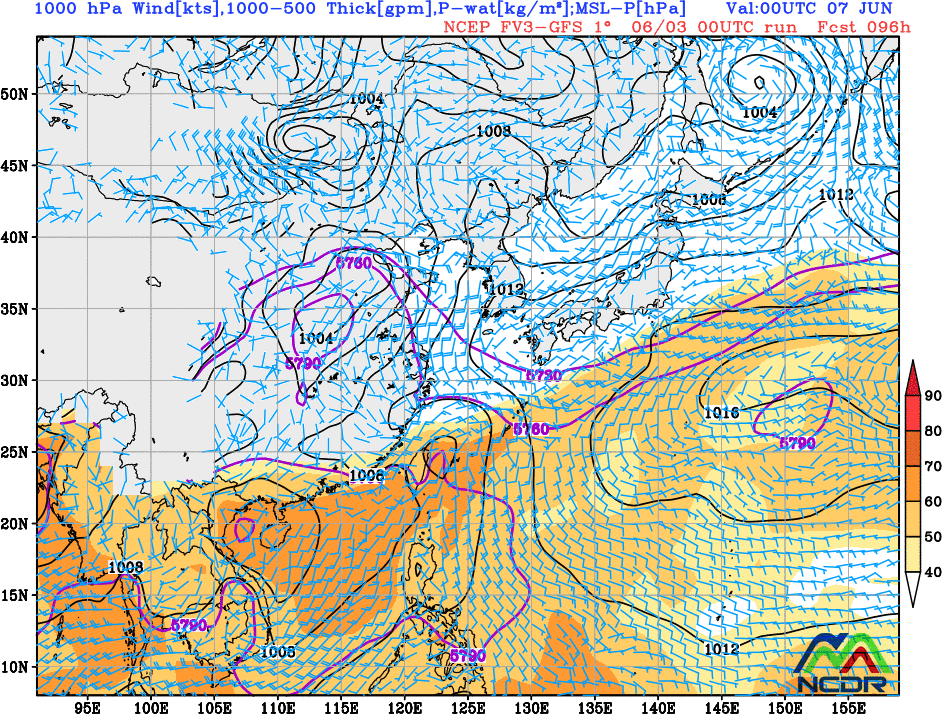 1000 hPa Wind[kts],1000-500 Thick[gpm],P-wat[kg/m²];MSL-P[hPa] Val:00UTC 07 JUN
NCEP FV3-GFS 1° 06/03 00UTC run Fcst 096h
50N
1004
1004
1008
45N
1008
1012
40N
5760
1012
35N
1004
5790
30N
5730
90
1016
5760
5790
80
25N
1008
70
20N
60
50
1008
40
15N
5790
1008
5790
1012
10N
NCDR
95E 100E 105E 110E 115E 120E 125E 130E 135E 140E 145E 150E 155E